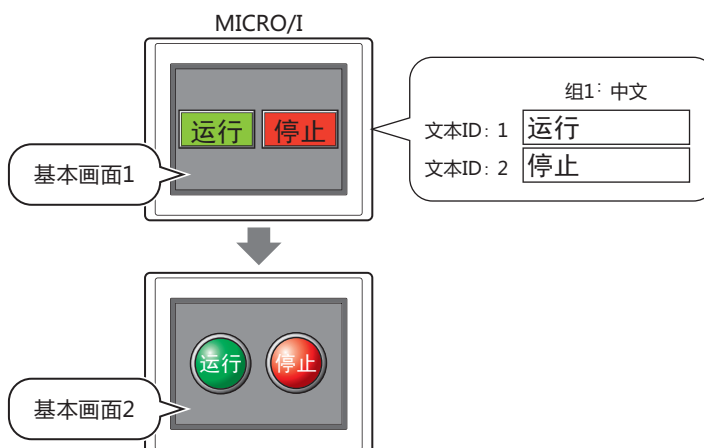 MICRO/I
运行 停止
基本画面1
组1: 中文
文本ID: 1 运行
文本ID: 2 停止
运行 停止
基本画面2